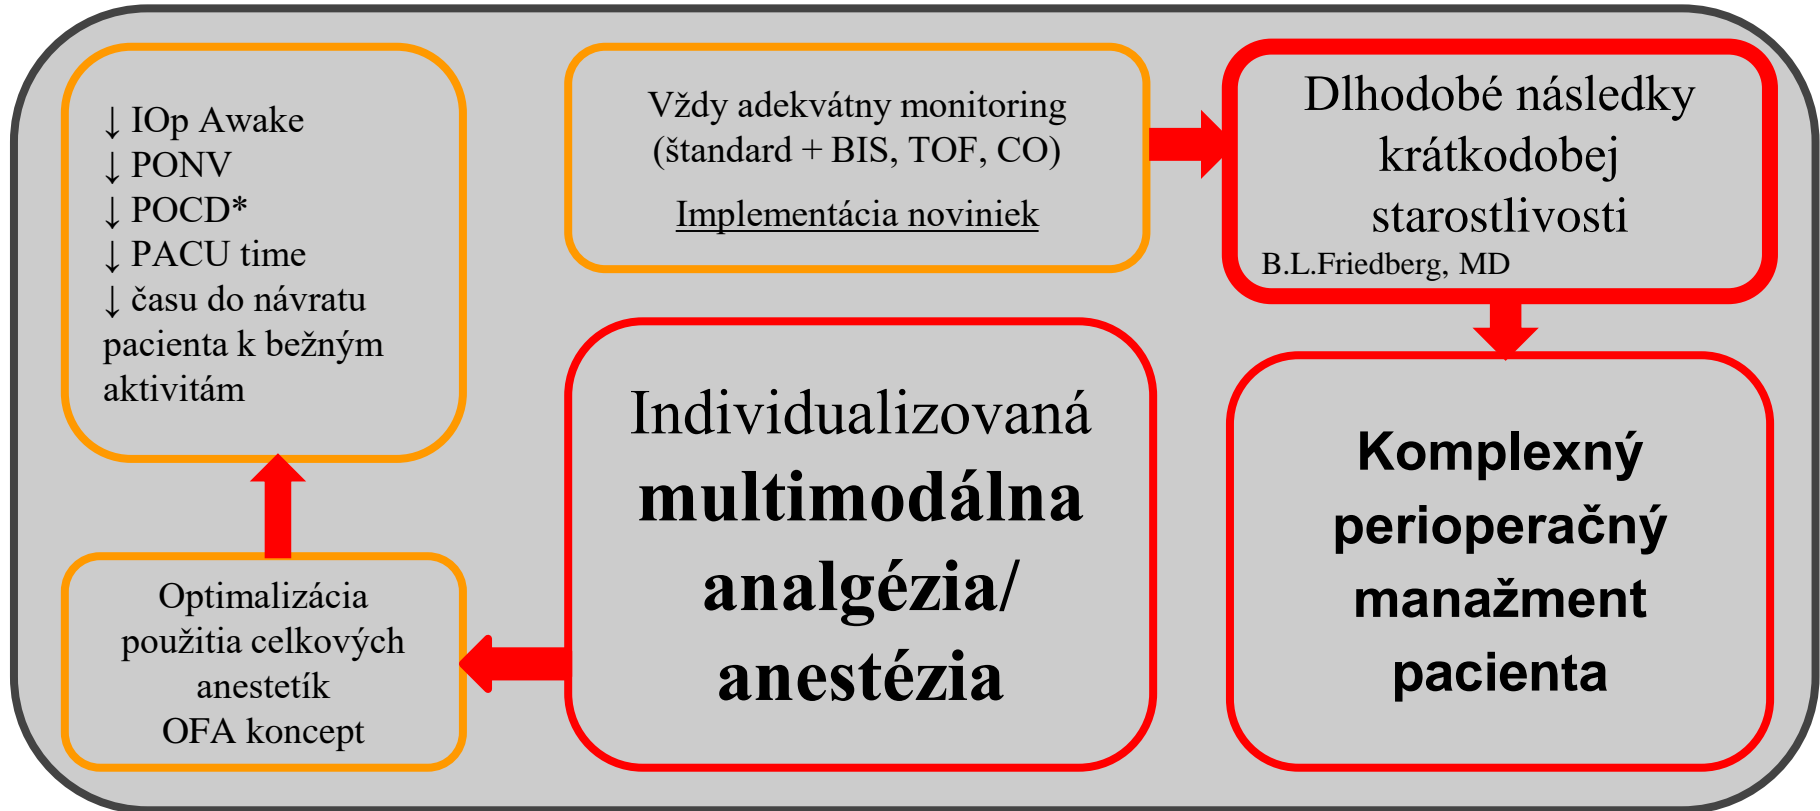 ↓ IOp Awake
↓ PONV
↓ POCD*
↓ PACU time
↓ času do návratu
pacienta k bežným
aktivitám
Vždy adekvátny monitoring
(štandard + BIS, TOF, CO)
Implementácia noviniek
Dlhodobé následky
krátkodobej
starostlivosti
B.L.Friedberg, MD
Optimalizácia
použitia celkových
anestetík
OFA koncept
Individualizovaná
multimodálna
analgézia/
anestézia
Komplexný
perioperačný
manažment
pacienta